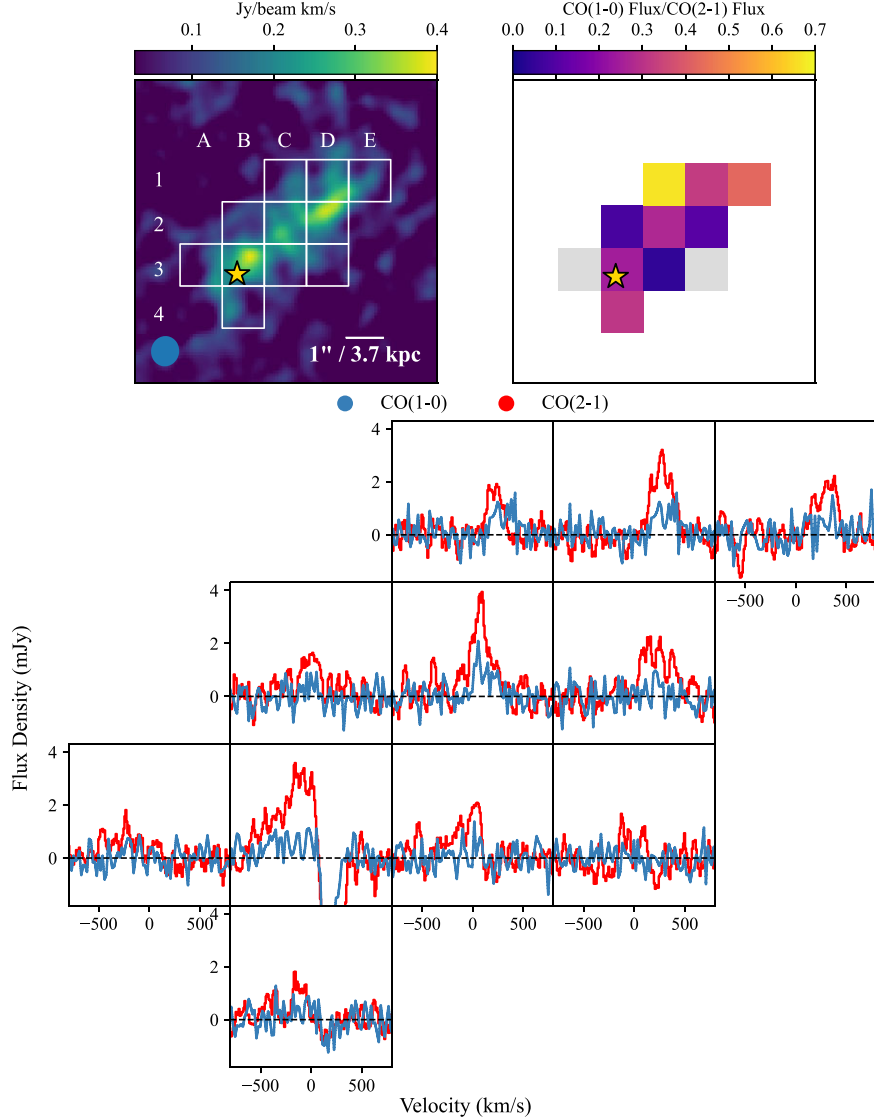 Jy/beam km/s
CO(1-0) Flux/CO(2-1) Flux
0.1 0.2 0.3 0.4
0.0 0.1 0.2 0.3 0.4 0.5 0.6 0.7
A B C D E
1
2
3
4
1" / 3.7 kpc
CO(1-0) CO(2-1)
4
2
0
−500 0 500
4
2
0
4
2
0
−500 0 500
−500 0 500
−500 0 500
4
2
0
−500 0 500
Flux Density (mJy)
Velocity (km/s)